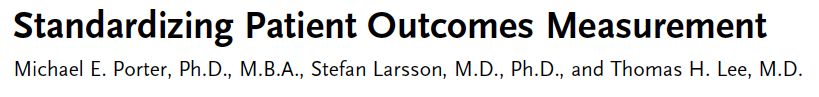 Standardizing Patient Outcomes Measurement
Michael E. Porter, Ph.D., M.B.A., Stefan Larsson, M.D., Ph.D., and Thomas H. Lee, M.D.